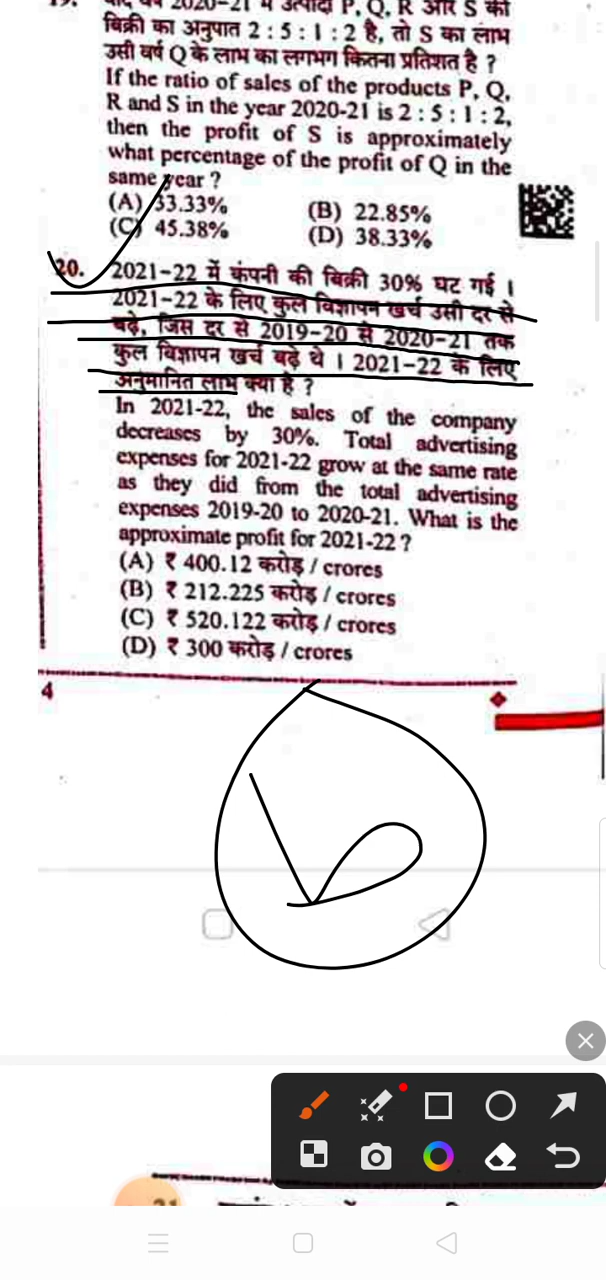 2020-21 में उत्पादों P, Q, R और S की
बिक्री का अनुपात 2 : 5 : 1 : 2 है, तो S का लाभ
उसी वर्ष Q के लाभ का लगभग कितना प्रतिशत है ?
If the ratio of sales of the products P, Q,
R and S in the year 2020-21 is 2 : 5 : 1 : 2,
then the profit of S is approximately
what percentage of the profit of Q in the
same year ?
(A) 33.33% (B) 22.85%
(C) 45.38% (D) 38.33%
20. 2021-22 में कंपनी की बिक्री 30% घट गई ।
2021-22 के लिए कुल विज्ञापन खर्च उसी दर से
बढ़े, जिस दर से 2019-20 से 2020-21 तक
कुल विज्ञापन खर्च बढ़े थे । 2021-22 के लिए
अनुमानित लाभ क्या है ?
In 2021-22, the sales of the company
decreases by 30%. Total advertising
expenses for 2021-22 grow at the same rate
as they did from the total advertising
expenses 2019-20 to 2020-21. What is the
approximate profit for 2021-22 ?
(A) ₹ 400.12 करोड़ / crores
(B) ₹ 212.225 करोड़ / crores
(C) ₹ 520.122 करोड़ / crores
(D) ₹ 300 करोड़ / crores
4